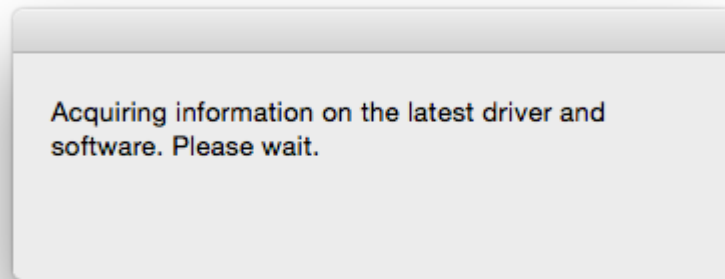 Acquiring information on the latest driver and
software. Please wait.